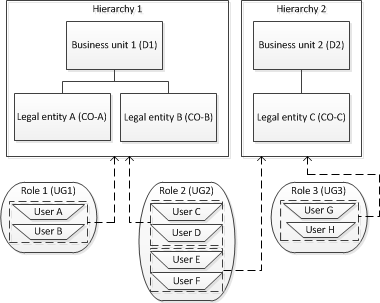 Hierarchy 1
Hierarchy 2
Business unit 1 (D1)
Business unit 2 (D2)
Legal entity A (CO-A)
Legal entity B (CO-B)
Legal entity C (CO-C)
Role 1 (UG1)
User A
User B
Role 2 (UG2)
User C
User D
User E
User F
Role 3 (UG3)
User G
User H